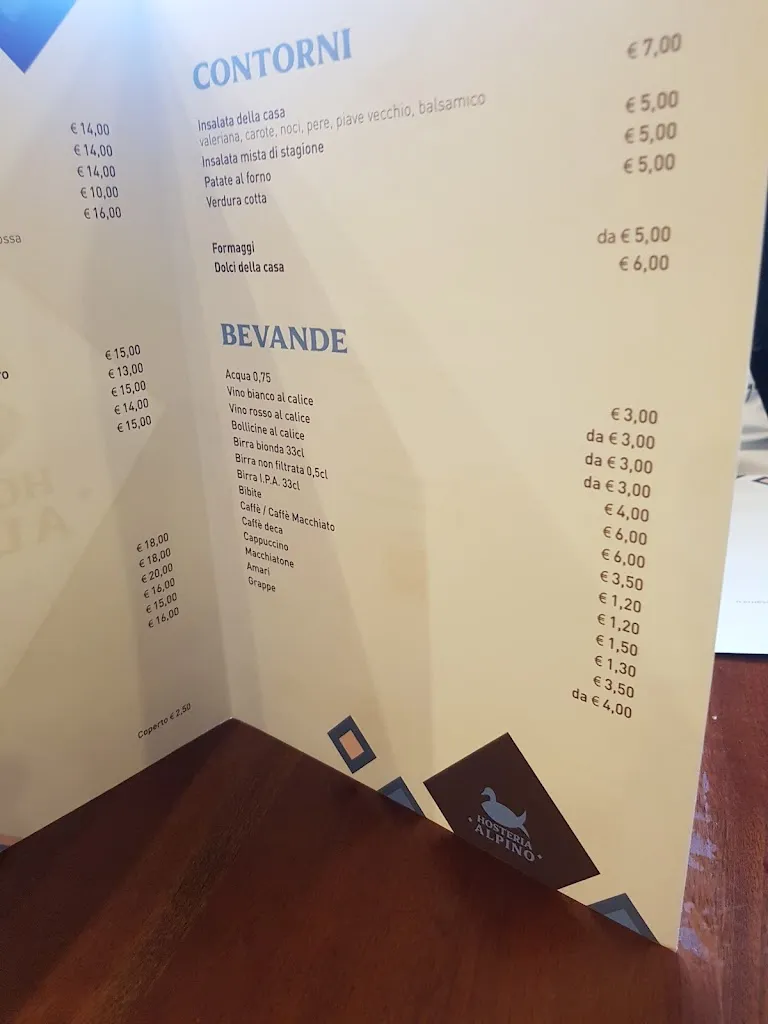 € 14,00
€ 14,00
€ 14,00
€ 10,00
€ 16,00
ossa
€ 15,00
€ 13,00
€ 15,00
€ 14,00
€ 15,00
€ 18,00
€ 18,00
€ 20,00
€ 16,00
€ 15,00
€ 16,00
Coperto € 2,50
CONTORNI
Insalata della casa € 7,00
valeriana, carote, noci, pere, piave vecchio, balsamico
Insalata mista di stagione € 5,00
Patate al forno € 5,00
Verdura cotta € 5,00
Formaggi da € 5,00
Dolci della casa € 6,00
BEVANDE
Acqua 0,75 € 3,00
Vino bianco al calice da € 3,00
Vino rosso al calice da € 3,00
Bollicine al calice da € 3,00
Birra bionda 33cl € 4,00
Birra non filtrata 0,5cl € 6,00
Birra I.P.A. 33cl € 6,00
Bibite € 3,50
Caffè / Caffè Macchiato € 1,20
Caffè deca € 1,20
Cappuccino € 1,50
Macchiatone € 1,30
Amari € 3,50
Grappe da € 4,00
HOSTERIA
ALPINO